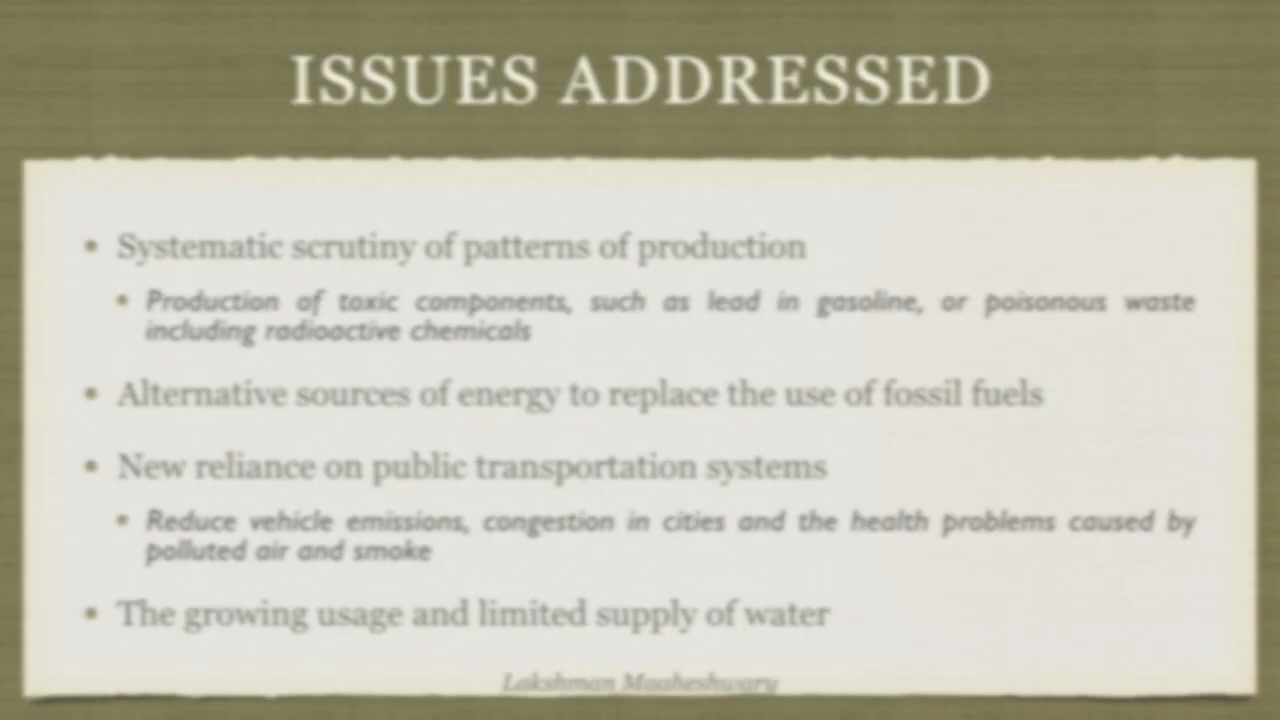 ISSUES ADDRESSED
• Systematic scrutiny of patterns of production
• Production of toxic components, such as lead in gasoline, or poisonous waste
including radioactive chemicals
• Alternative sources of energy to replace the use of fossil fuels
• New reliance on public transportation systems
• Reduce vehicle emissions, congestion in cities and the health problems caused by
polluted air and smoke
• The growing usage and limited supply of water
Lakshman Maaheshwary